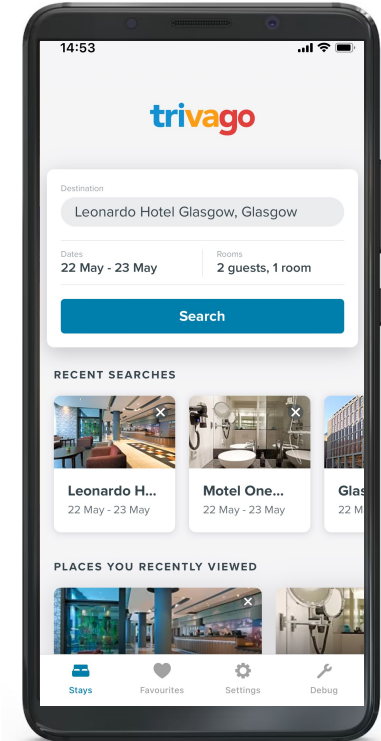 14:53
trivago
Destination
Leonardo Hotel Glasgow, Glasgow
Dates
Rooms
22 May - 23 May
2 guests, 1 room
Search
RECENT SEARCHES
Leonardo H...
Motel One...
Glas
22 May - 23 May
22 May - 23 May
22 M
PLACES YOU RECENTLY VIEWED
Stays
Favourites
Settings
Debug